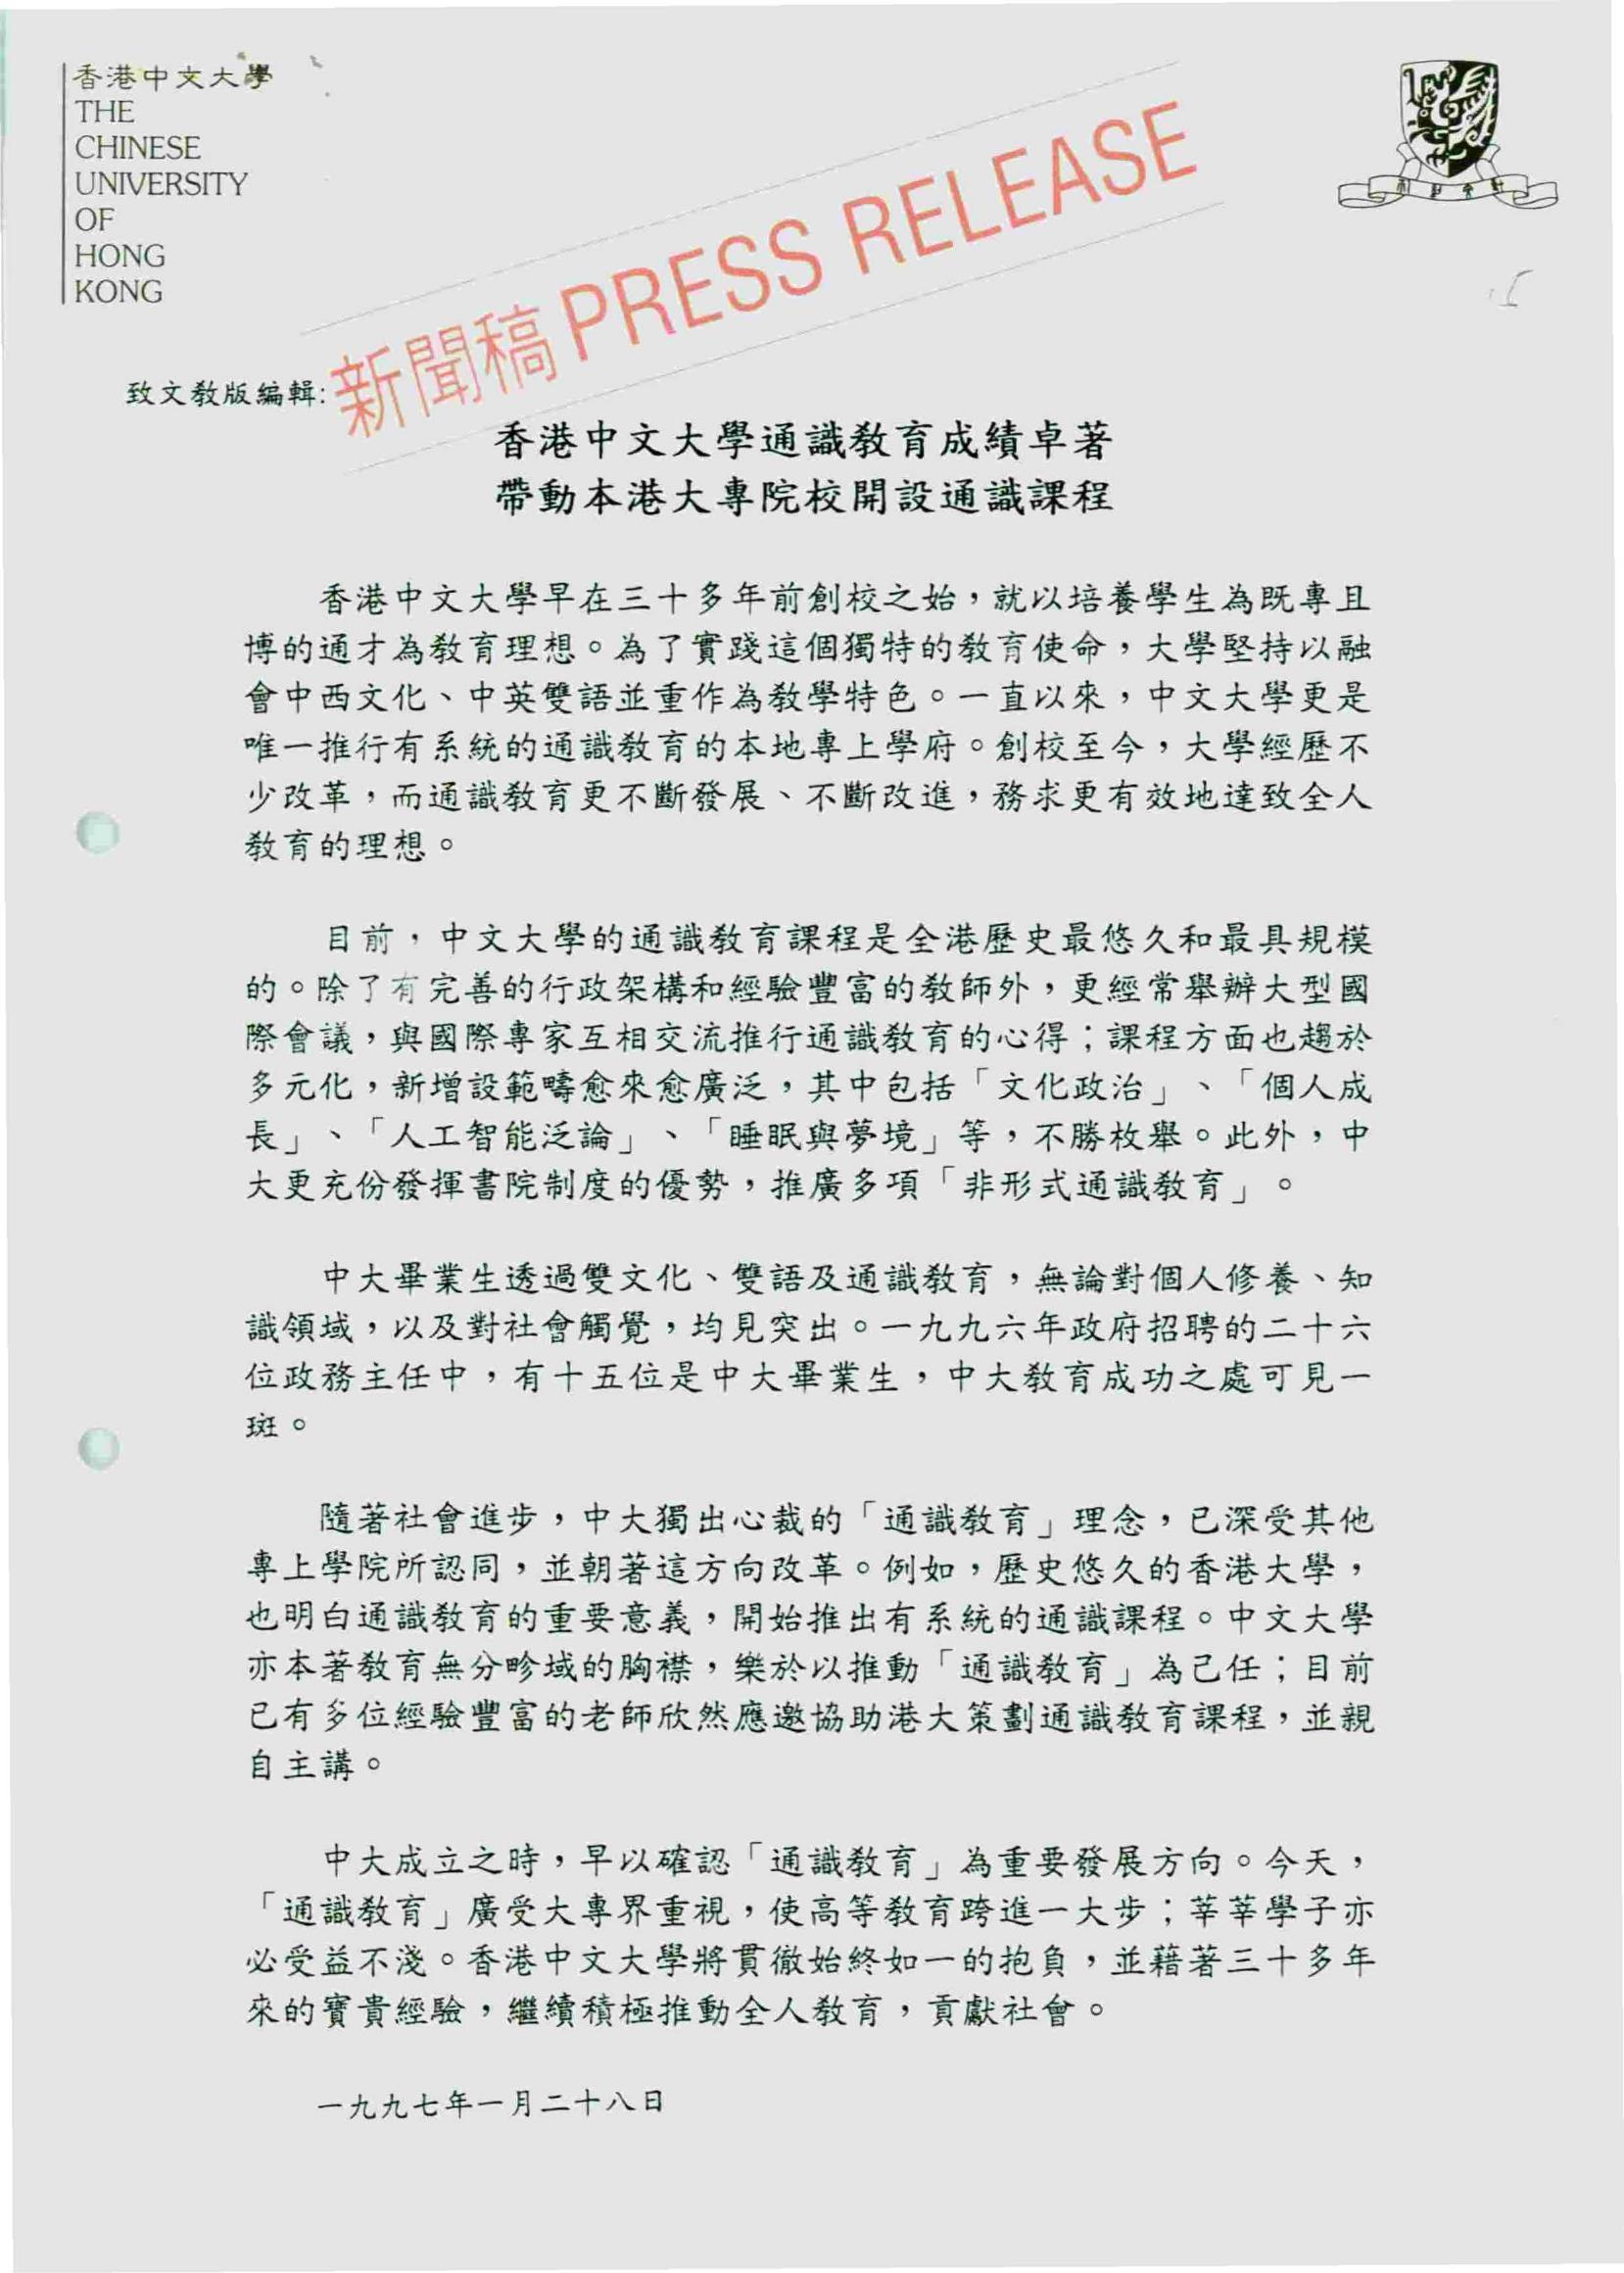 香港中文大學
THE
CHINESE
UNIVERSITY
OF
HONG
KONG
新聞稿 PRESS RELEASE
致文教版編輯:
香港中文大學通識教育成績卓著
帶動本港大專院校開設通識課程
香港中文大學早在三十多年前創校之始，就以培養學生為既專且
博的通才為教育理想。為了實踐這個獨特的教育使命，大學堅持以融
會中西文化、中英雙語並重作為教學特色。一直以來，中文大學更是
唯一推行有系統的通識教育的本地專上學府。創校至今，大學經歷不
少改革，而通識教育更不斷發展、不斷改進，務求更有效地達致全人
教育的理想。
目前，中文大學的通識教育課程是全港歷史最悠久和最具規模
的。除了有完善的行政架構和經驗豐富的教師外，更經常舉辦大型國
際會議，與國際專家互相交流推行通識教育的心得；課程方面也趨於
多元化，新增設範疇愈來愈廣泛，其中包括「文化政治」、「個人成
長」、「人工智能泛論」、「睡眠與夢境」等，不勝枚舉。此外，中
大更充份發揮書院制度的優勢，推廣多項「非形式通識教育」。
中大畢業生透過雙文化、雙語及通識教育，無論對個人修養、知
識領域，以及對社會觸覺，均見突出。一九九六年政府招聘的二十六
位政務主任中，有十五位是中大畢業生，中大教育成功之處可見一
斑。
隨著社會進步，中大獨出心裁的「通識教育」理念，已深受其他
專上學院所認同，並朝著這方向改革。例如，歷史悠久的香港大學，
也明白通識教育的重要意義，開始推出有系統的通識課程。中文大學
亦本著教育無分畛域的胸襟，樂於以推動「通識教育」為己任；目前
已有多位經驗豐富的老師欣然應邀協助港大策劃通識教育課程，並親
自主講。
中大成立之時，早以確認「通識教育」為重要發展方向。今天，
「通識教育」廣受大專界重視，使高等教育跨進一大步；莘莘學子亦
必受益不淺。香港中文大學將貫徹始終如一的抱負，並藉著三十多年
來的寶貴經驗，繼續積極推動全人教育，貢獻社會。
一九九七年一月二十八日